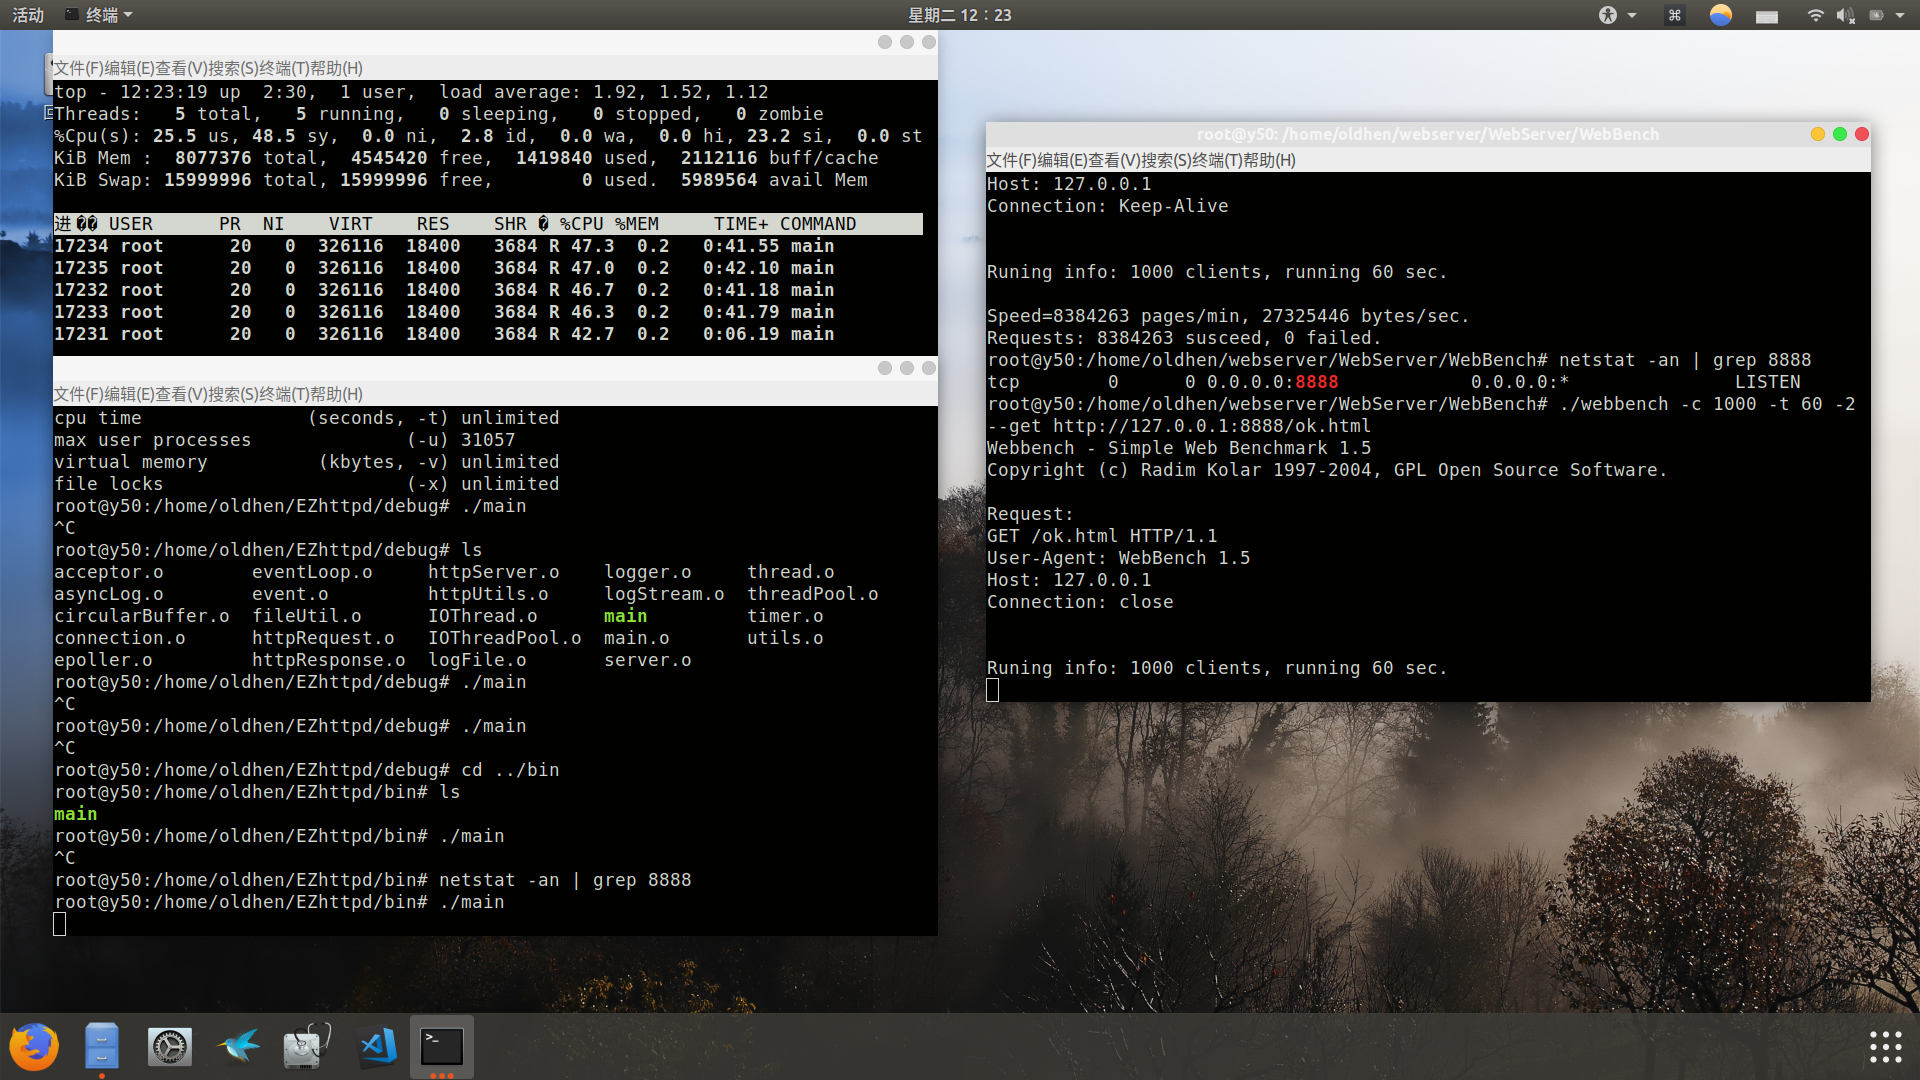 活动 终端 星期二 12：23
文件(F)编辑(E)查看(V)搜索(S)终端(T)帮助(H)
top - 12:23:19 up  2:30,  1 user,  load average: 1.92, 1.52, 1.12
Threads:   5 total,   5 running,   0 sleeping,   0 stopped,   0 zombie
%Cpu(s): 25.5 us, 48.5 sy,  0.0 ni,  2.8 id,  0.0 wa,  0.0 hi, 23.2 si,  0.0 st
KiB Mem :  8077376 total,  4545420 free,  1419840 used,  2112116 buff/cache
KiB Swap: 15999996 total, 15999996 free,        0 used.  5989564 avail Mem
进�� USER      PR  NI    VIRT    RES    SHR � %CPU %MEM     TIME+ COMMAND
17234 root      20   0  326116  18400   3684 R 47.3  0.2   0:41.55 main
17235 root      20   0  326116  18400   3684 R 47.0  0.2   0:42.10 main
17232 root      20   0  326116  18400   3684 R 46.7  0.2   0:41.18 main
17233 root      20   0  326116  18400   3684 R 46.3  0.2   0:41.79 main
17231 root      20   0  326116  18400   3684 R 42.7  0.2   0:06.19 main
文件(F)编辑(E)查看(V)搜索(S)终端(T)帮助(H)
cpu time               (seconds, -t) unlimited
max user processes              (-u) 31057
virtual memory          (kbytes, -v) unlimited
file locks                      (-x) unlimited
root@y50:/home/oldhen/EZhttpd/debug# ./main
^C
root@y50:/home/oldhen/EZhttpd/debug# ls
acceptor.o        eventLoop.o     httpServer.o    logger.o     thread.o
asyncLog.o        event.o         httpUtils.o     logStream.o  threadPool.o
circularBuffer.o  fileUtil.o      IOThread.o      main         timer.o
connection.o      httpRequest.o   IOThreadPool.o  main.o       utils.o
epoller.o         httpResponse.o  logFile.o       server.o
root@y50:/home/oldhen/EZhttpd/debug# ./main
^C
root@y50:/home/oldhen/EZhttpd/debug# ./main
^C
root@y50:/home/oldhen/EZhttpd/debug# cd ../bin
root@y50:/home/oldhen/EZhttpd/bin# ls
main
root@y50:/home/oldhen/EZhttpd/bin# ./main
^C
root@y50:/home/oldhen/EZhttpd/bin# netstat -an | grep 8888
root@y50:/home/oldhen/EZhttpd/bin# ./main
root@y50: /home/oldhen/webserver/WebServer/WebBench
文件(F)编辑(E)查看(V)搜索(S)终端(T)帮助(H)
Host: 127.0.0.1
Connection: Keep-Alive
Runing info: 1000 clients, running 60 sec.
Speed=8384263 pages/min, 27325446 bytes/sec.
Requests: 8384263 susceed, 0 failed.
root@y50:/home/oldhen/webserver/WebServer/WebBench# netstat -an | grep 8888
tcp        0      0 0.0.0.0:8888            0.0.0.0:*               LISTEN
root@y50:/home/oldhen/webserver/WebServer/WebBench# ./webbench -c 1000 -t 60 -2
--get http://127.0.0.1:8888/ok.html
Webbench - Simple Web Benchmark 1.5
Copyright (c) Radim Kolar 1997-2004, GPL Open Source Software.
Request:
GET /ok.html HTTP/1.1
User-Agent: WebBench 1.5
Host: 127.0.0.1
Connection: close
Runing info: 1000 clients, running 60 sec.